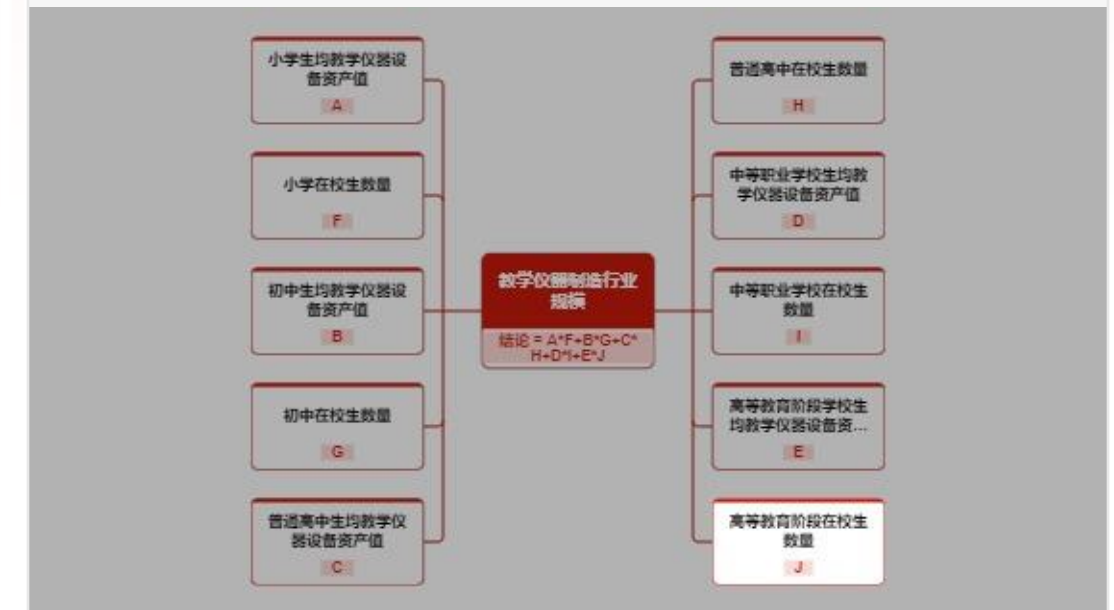 小学生均教学仪器设
备资产值
A
小学在校生数量
F
初中生均教学仪器设
备资产值
B
初中在校生数量
G
普通高中生均教学仪
器设备资产值
C
教学仪器制造行业
规模
结论 = A*F+B*G+C*
H+D*I+E*J
普通高中在校生数量
H
中等职业学校生均教
学仪器设备资产值
D
中等职业学校在校生
数量
I
高等教育阶段学校生
均教学仪器设备资...
E
高等教育阶段在校生
数量
J